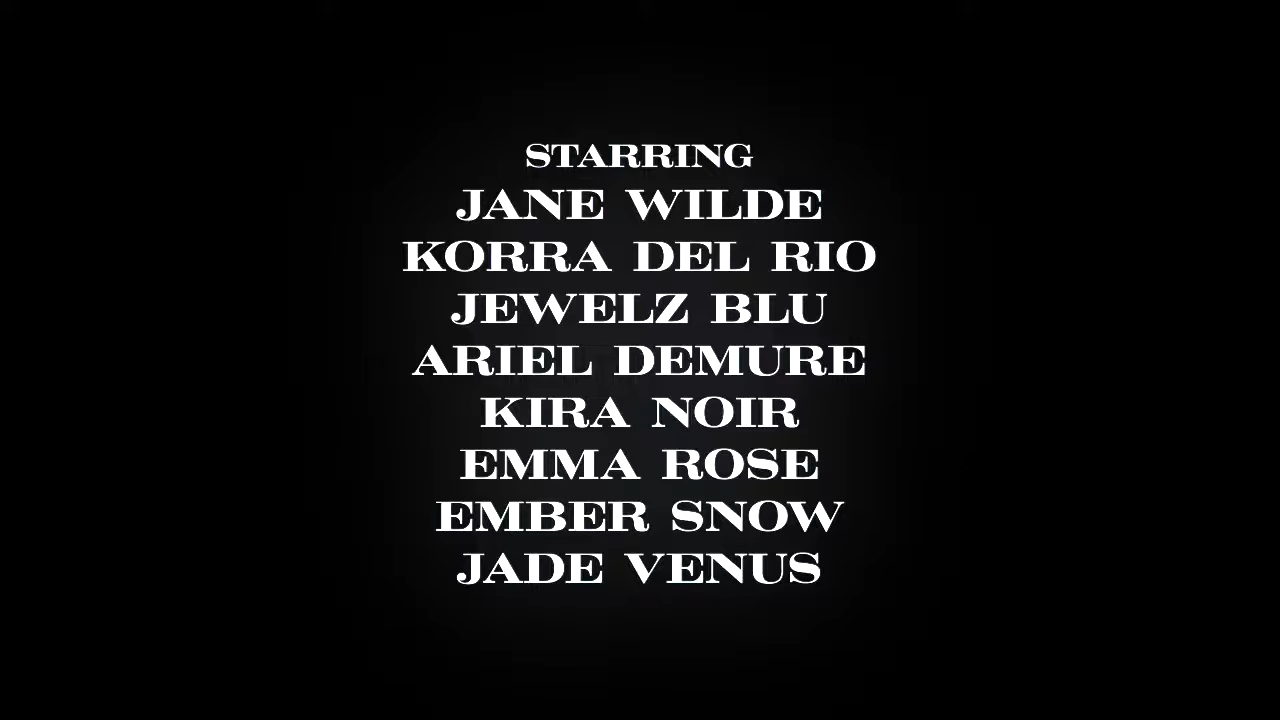 STARRING
JANE WILDE
KORRA DEL RIO
JEWELZ BLU
ARIEL DEMURE
KIRA NOIR
EMMA ROSE
EMBER SNOW
JADE VENUS